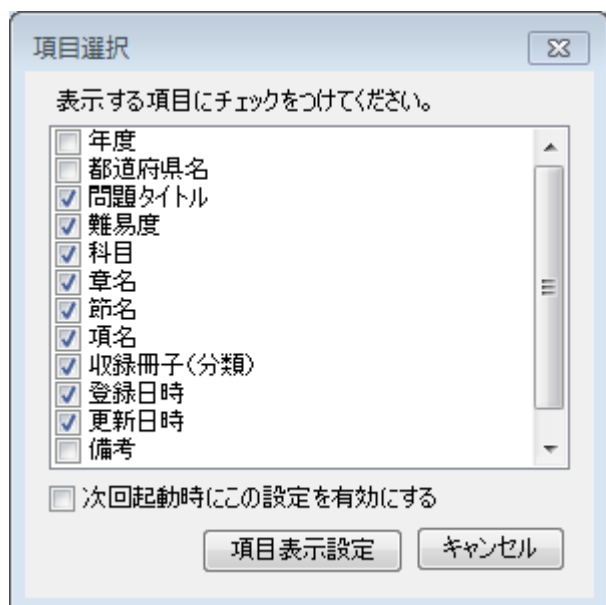 項目選択
表示する項目にチェックをつけてください。
年度
都道府県名
問題タイトル
難易度
科目
章名
節名
項名
収録冊子(分類)
登録日時
更新日時
備考
次回起動時にこの設定を有効にする
項目表示設定
キャンセル